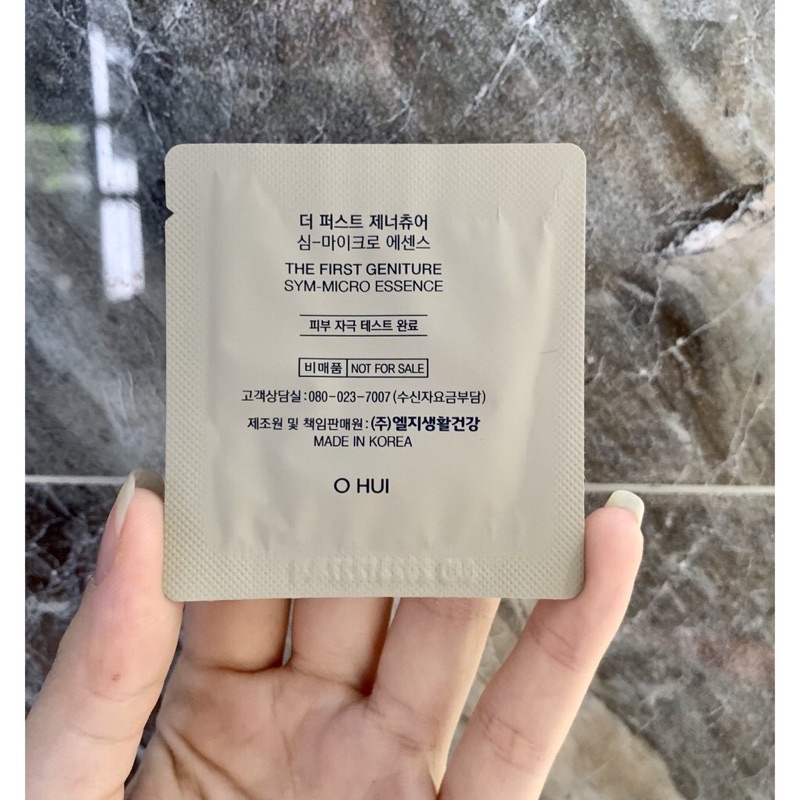 더 퍼스트 제너츄어
심-마이크로 에센스
THE FIRST GENITURE
SYM-MICRO ESSENCE
피부 자극 테스트 완료
비매품 NOT FOR SALE
고객상담실:080-023-7007(수신자요금부담)
제조원 및 책임판매원:(주)엘지생활건강
MADE IN KOREA
O HUI